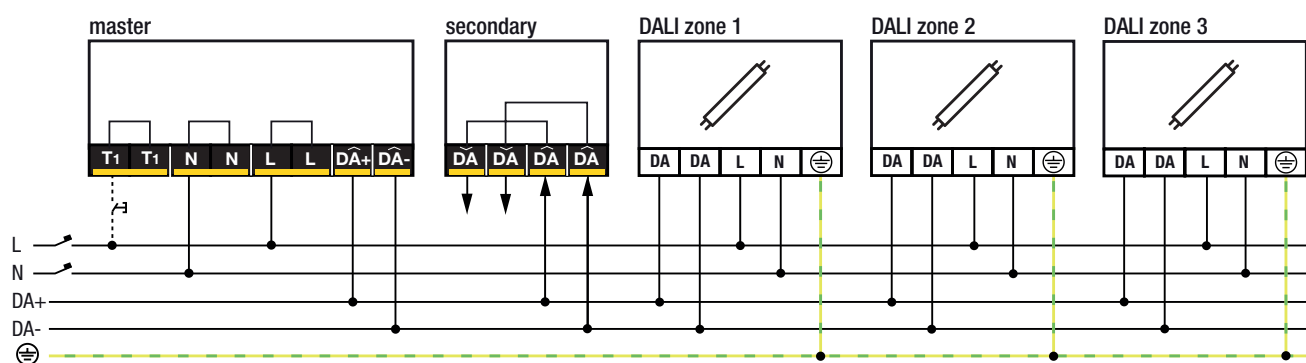 master secondary DALI zone 1 DALI zone 2 DALI zone 3
T1 T1 N N L L DA+ DA- DA DA DA DA DA DA L N DA DA L N DA DA L N
L
N
DA+
DA-